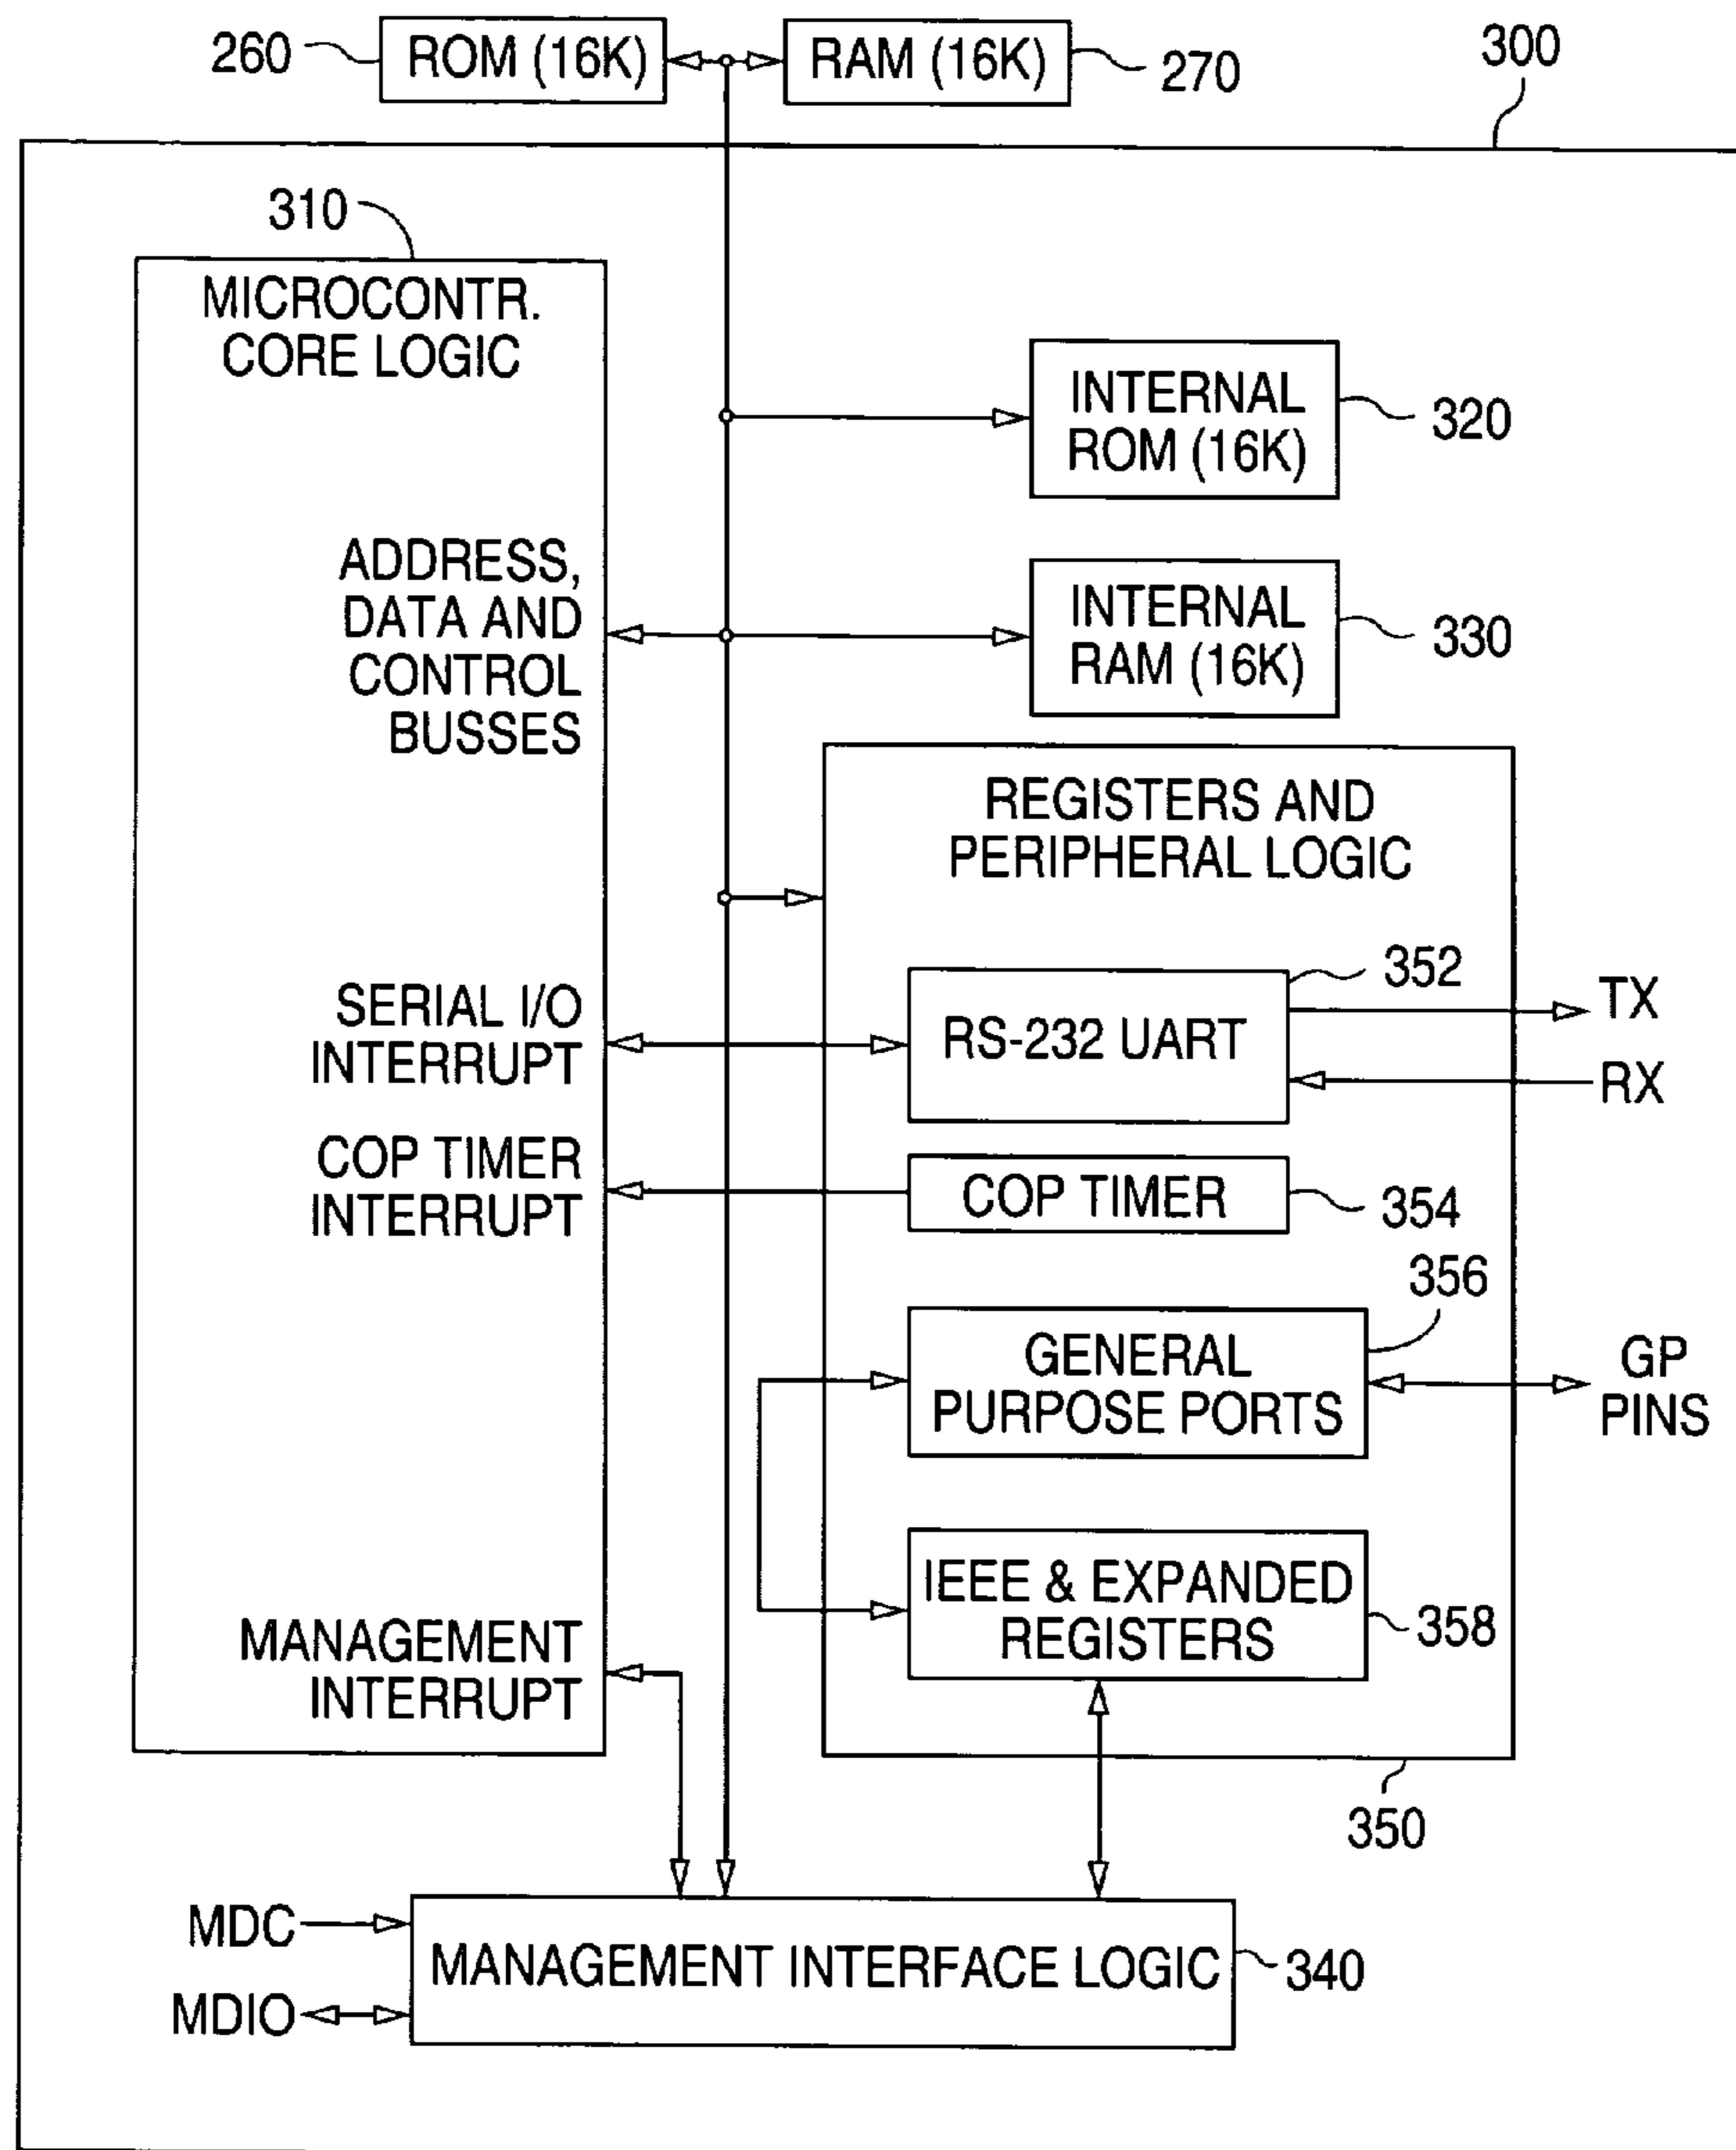 260
ROM (16K)
RAM (16K)
270
300
310
MICROCONTR.
CORE LOGIC
INTERNAL
ROM (16K)
320
ADDRESS,
DATA AND
CONTROL
BUSSES
INTERNAL
RAM (16K)
330
REGISTERS AND
PERIPHERAL LOGIC
352
SERIAL I/O
INTERRUPT
RS-232 UART
TX
RX
COP TIMER
INTERRUPT
COP TIMER
354
356
GENERAL
PURPOSE PORTS
GP
PINS
IEEE & EXPANDED
REGISTERS
358
MANAGEMENT
INTERRUPT
350
MDC
MDIO
MANAGEMENT INTERFACE LOGIC
340